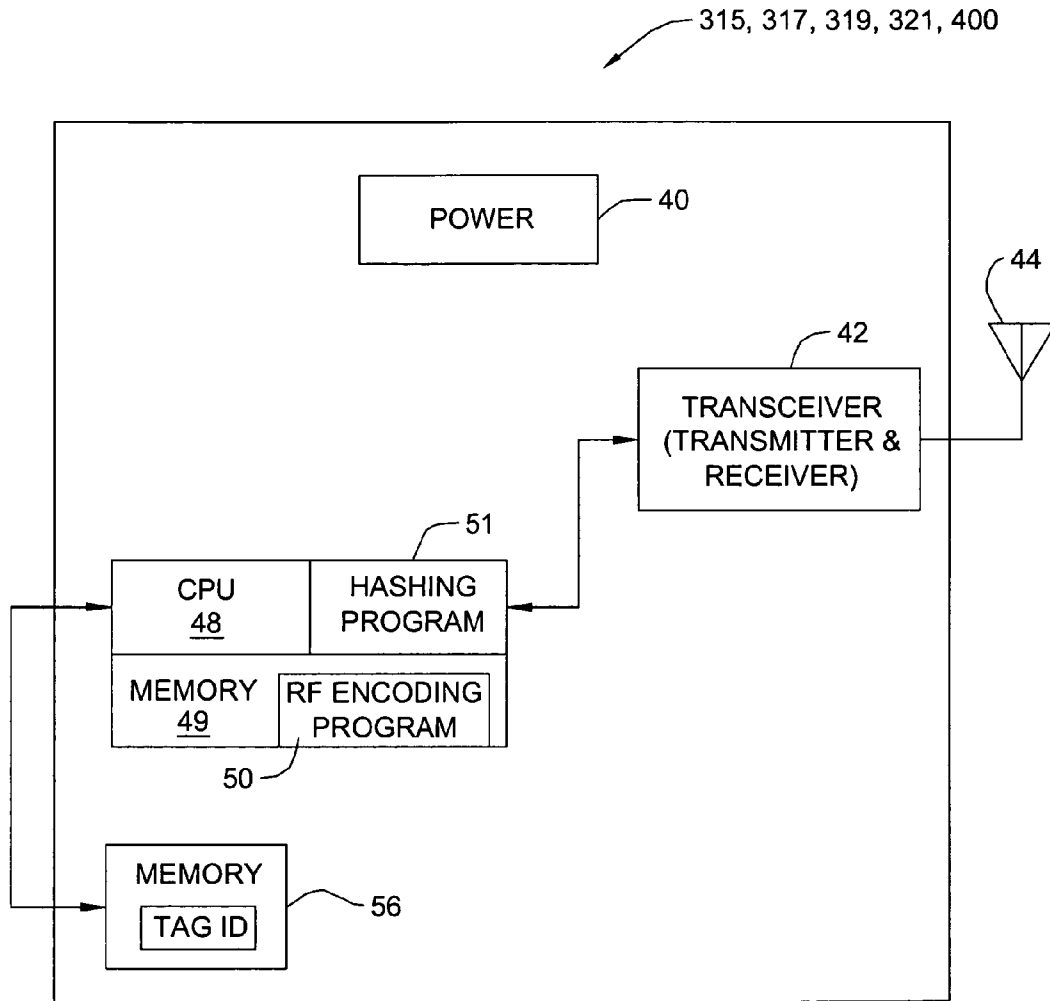 315, 317, 319, 321, 400
POWER
40
44
42
TRANSCEIVER
(TRANSMITTER &
RECEIVER)
51
CPU
48
HASHING
PROGRAM
MEMORY
49
RF ENCODING
PROGRAM
50
MEMORY
TAG ID
56